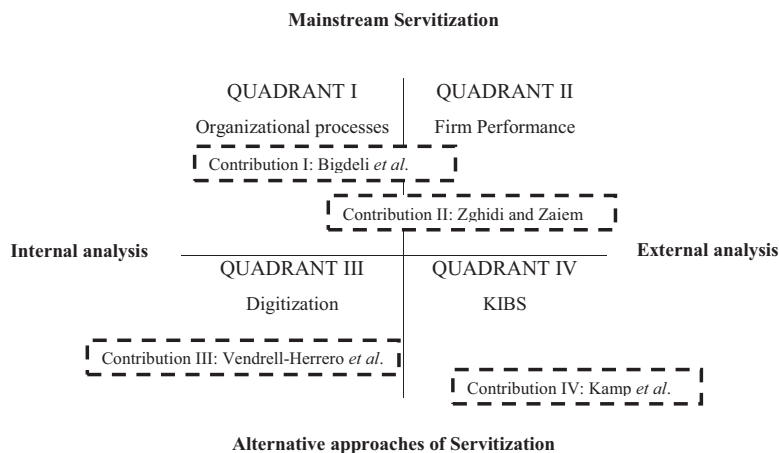 Mainstream Servitization
QUADRANT I
QUADRANT II
Organizational processes
Firm Performance
Contribution I: Bigdeli et al.
Contribution II: Zghidi and Zaiem
Internal analysis
External analysis
QUADRANT III
QUADRANT IV
Digitization
KIBS
Contribution III: Vendrell-Herrero et al.
Contribution IV: Kamp et al.
Alternative approaches of Servitization